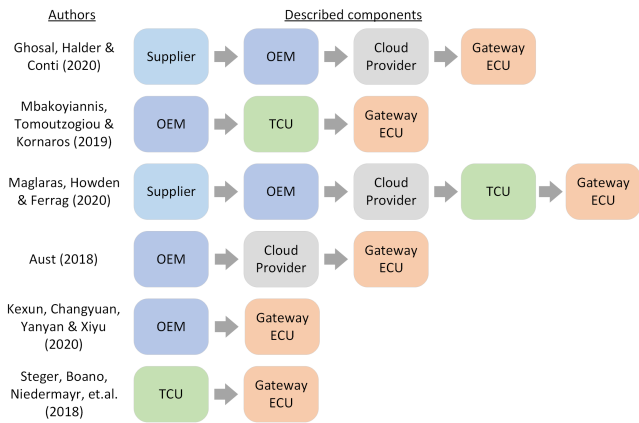 Authors
Described components
Ghosal, Halder &
Conti (2020)
Supplier
OEM
Cloud
Provider
Gateway
ECU
Mbakoyiannis,
Tomoutzogiou &
Kornaros (2019)
OEM
TCU
Gateway
ECU
Maglaras, Howden
& Ferrag (2020)
Supplier
OEM
Cloud
Provider
TCU
Gateway
ECU
Aust (2018)
OEM
Cloud
Provider
Gateway
ECU
Kexun, Changyuan,
Yanyan & Xiyu
(2020)
OEM
Gateway
ECU
Steger, Boano,
Niedermayr, et.al.
(2018)
TCU
Gateway
ECU